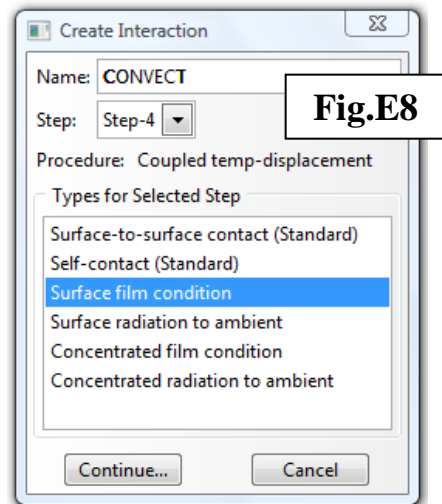 Create Interaction
Name: CONVECT
Fig.E8
Step: Step-4
Procedure: Coupled temp-displacement
Types for Selected Step
Surface-to-surface contact (Standard)
Self-contact (Standard)
Surface film condition
Surface radiation to ambient
Concentrated film condition
Concentrated radiation to ambient
Continue... Cancel